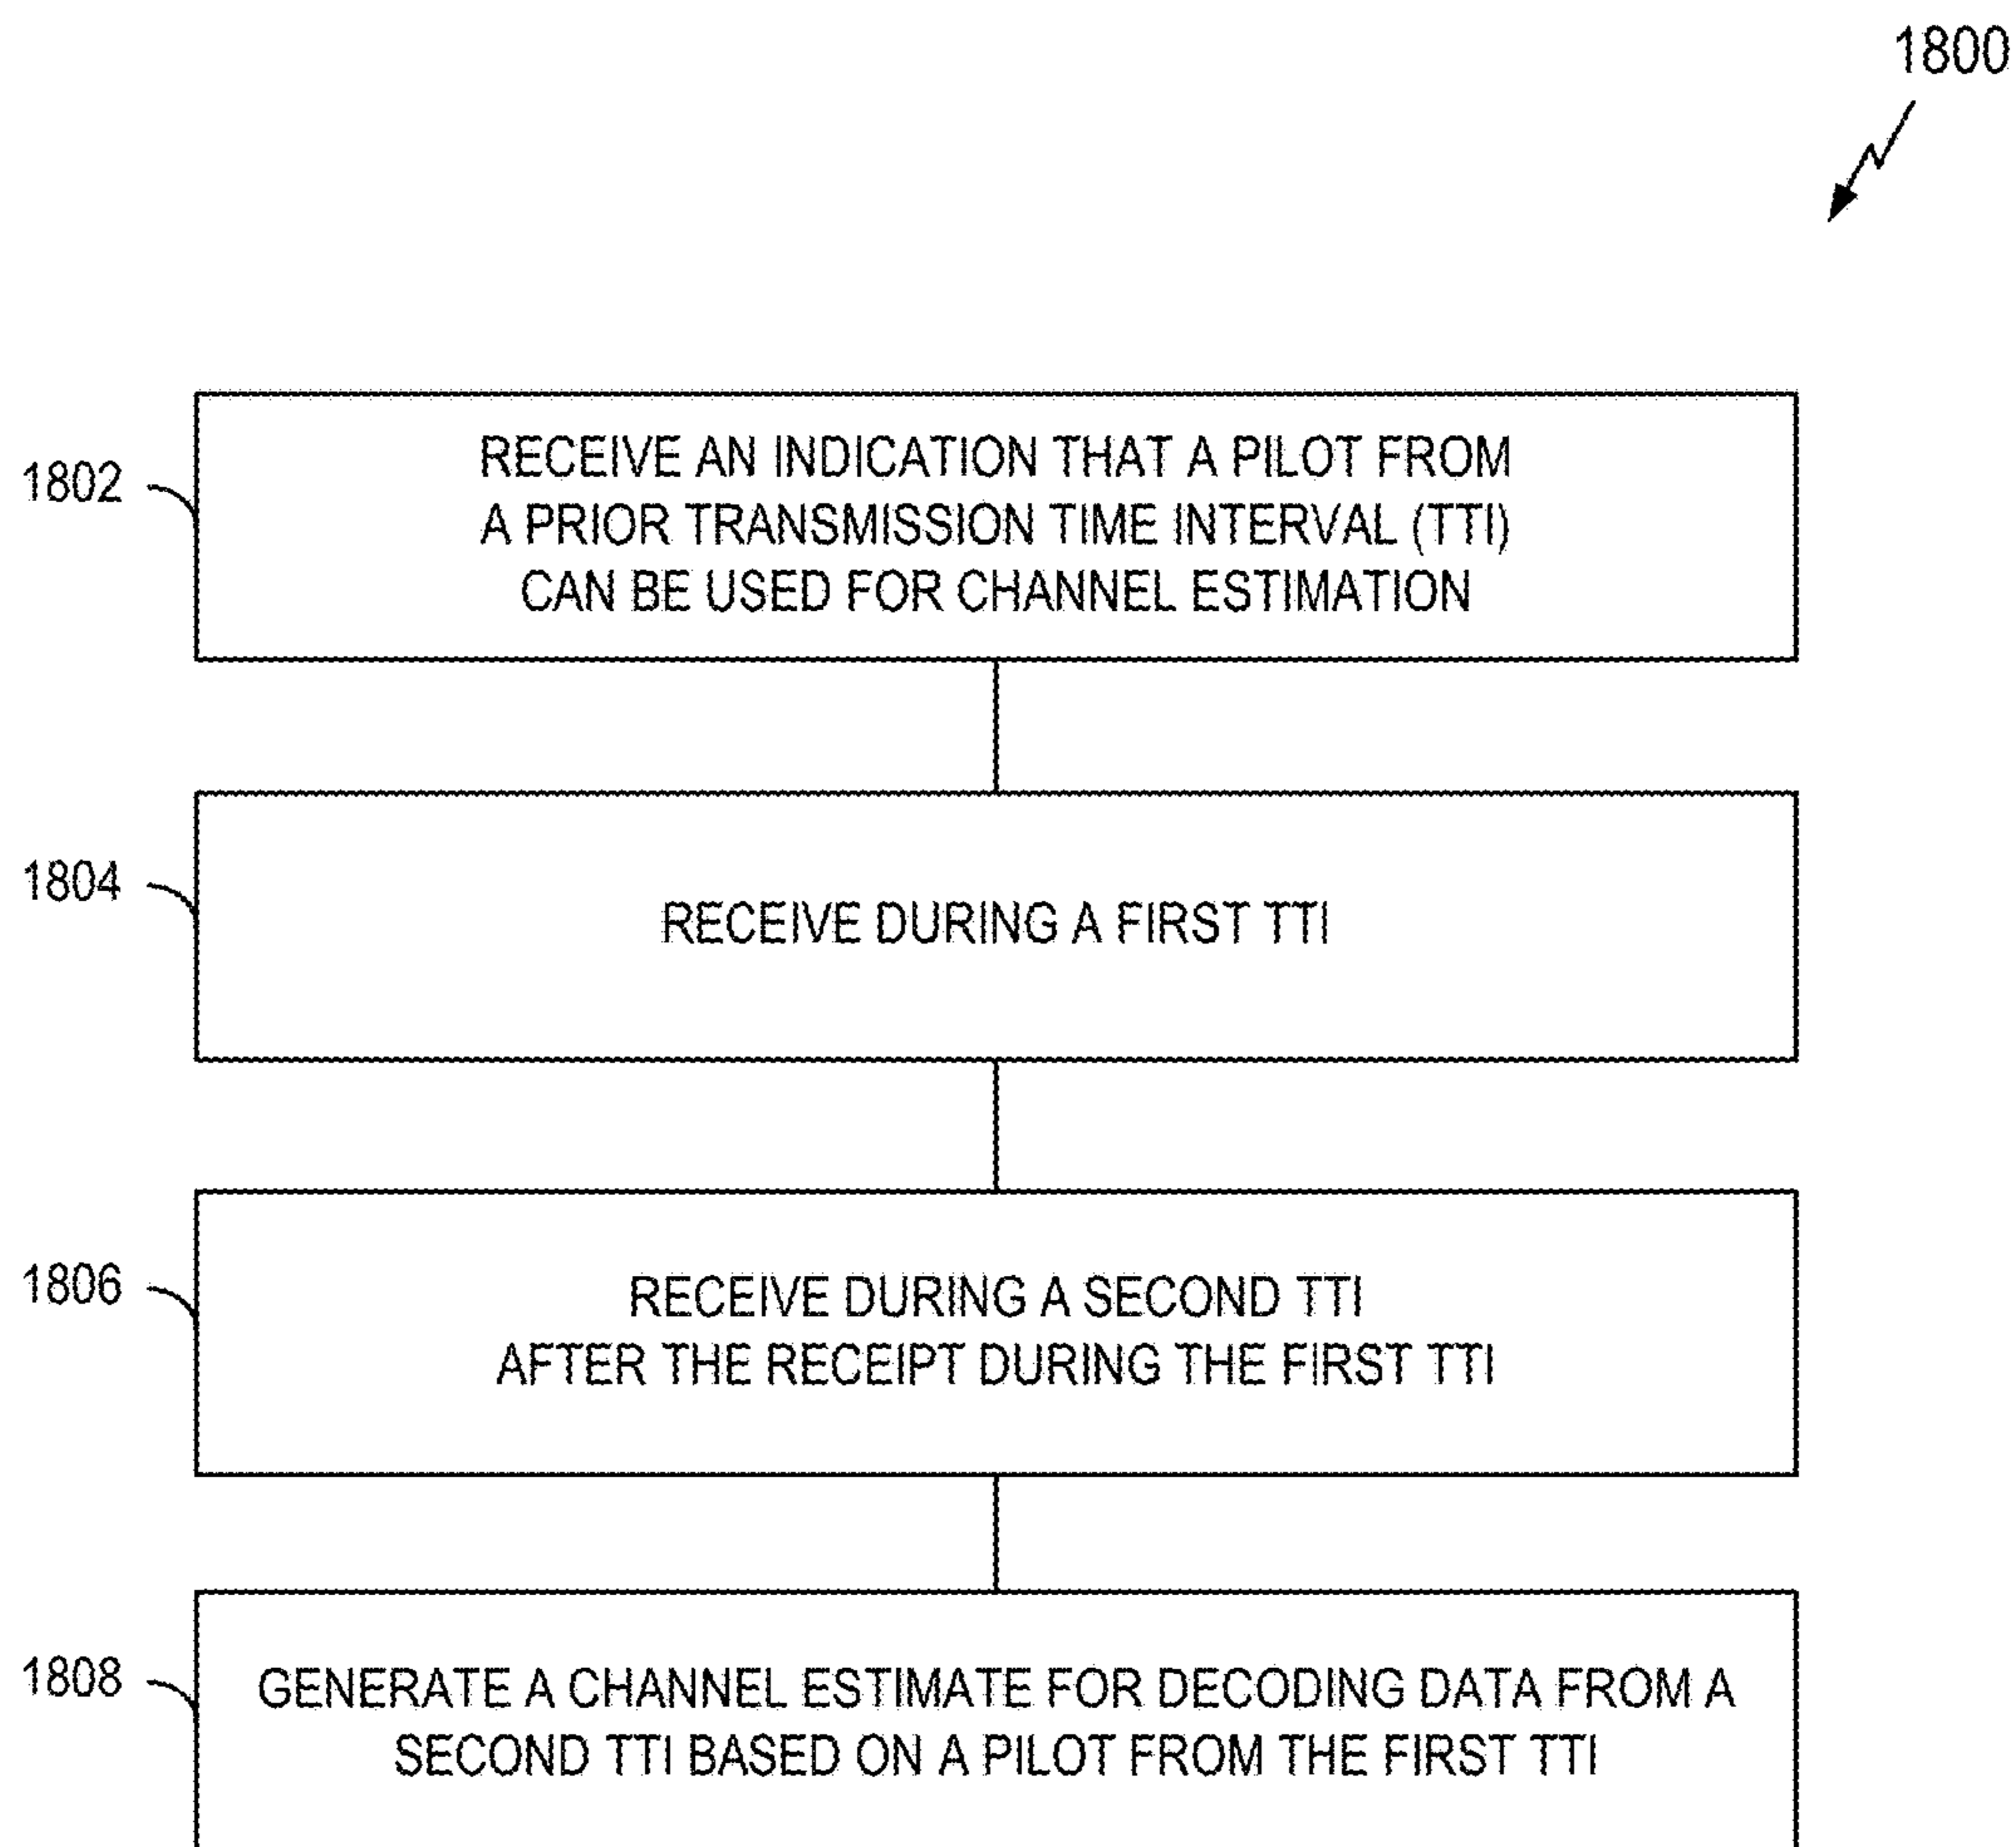 1800
1802
RECEIVE AN INDICATION THAT A PILOT FROM
A PRIOR TRANSMISSION TIME INTERVAL (TTI)
CAN BE USED FOR CHANNEL ESTIMATION
1804
RECEIVE DURING A FIRST TTI
1806
RECEIVE DURING A SECOND TTI
AFTER THE RECEIPT DURING THE FIRST TTI
1808
GENERATE A CHANNEL ESTIMATE FOR DECODING DATA FROM A
SECOND TTI BASED ON A PILOT FROM THE FIRST TTI